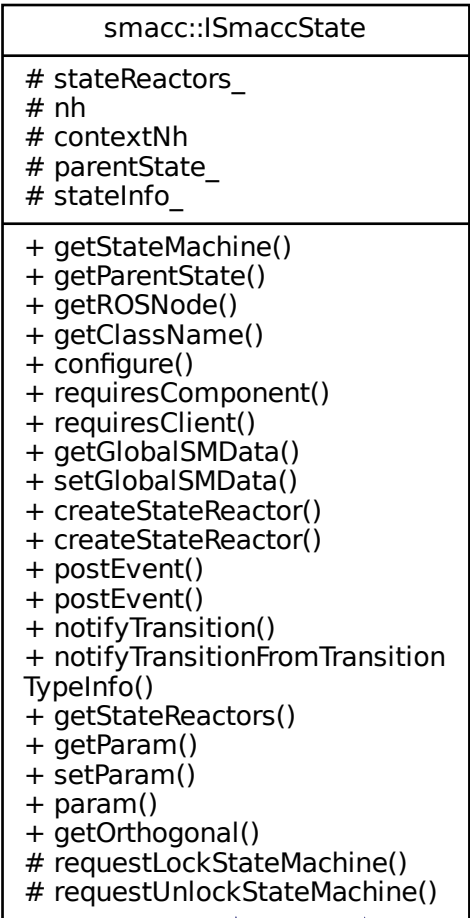 smacc::ISmaccState
# stateReactors_
# nh
# contextNh
# parentState_
# stateInfo_
+ getStateMachine()
+ getParentState()
+ getROSNode()
+ getClassName()
+ configure()
+ requiresComponent()
+ requiresClient()
+ getGlobalSMData()
+ setGlobalSMData()
+ createStateReactor()
+ createStateReactor()
+ postEvent()
+ postEvent()
+ notifyTransition()
+ notifyTransitionFromTransition
TypeInfo()
+ getStateReactors()
+ getParam()
+ setParam()
+ param()
+ getOrthogonal()
# requestLockStateMachine()
# requestUnlockStateMachine()